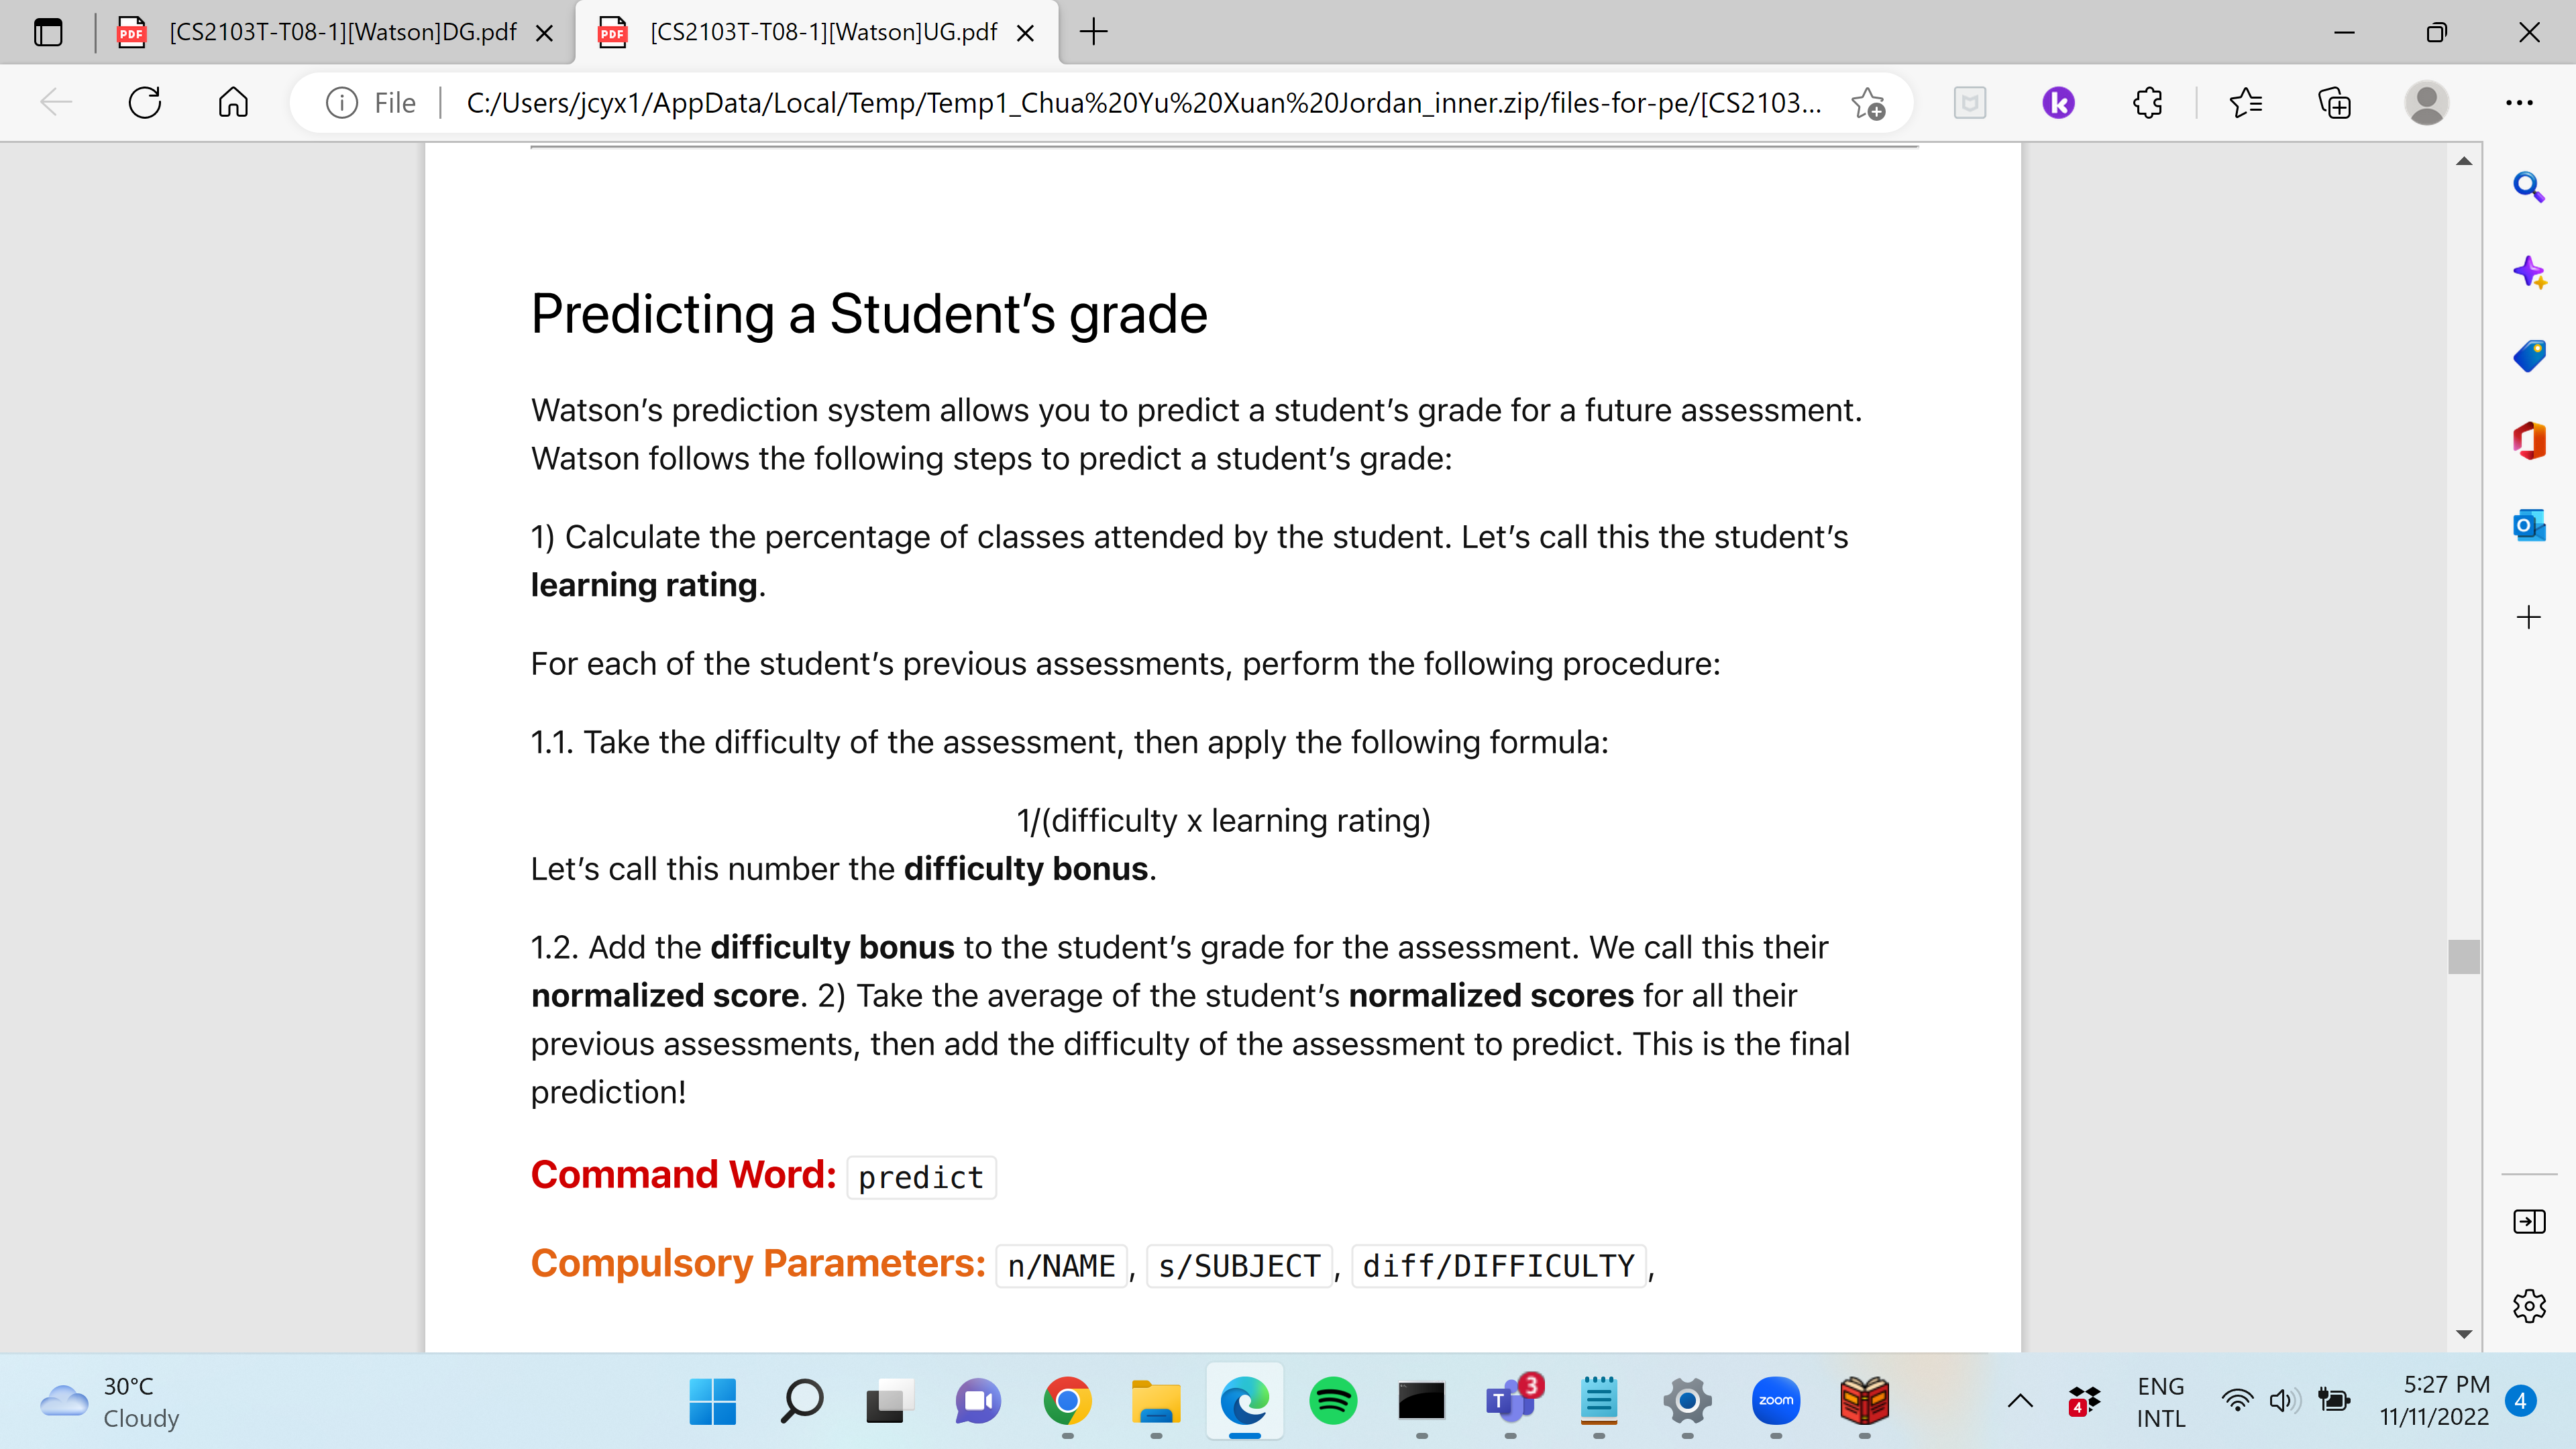 [CS2103T-T08-1][Watson]DG.pdf
[CS2103T-T08-1][Watson]UG.pdf
File
C:/Users/jcyx1/AppData/Local/Temp/Temp1_Chua%20Yu%20Xuan%20Jordan_inner.zip/files-for-pe/[CS2103...
Predicting a Student’s grade
Watson’s prediction system allows you to predict a student’s grade for a future assessment.
Watson follows the following steps to predict a student’s grade:
1) Calculate the percentage of classes attended by the student. Let’s call this the student’s
learning rating.
For each of the student’s previous assessments, perform the following procedure:
1.1. Take the difficulty of the assessment, then apply the following formula:
1/(difficulty x learning rating)
Let’s call this number the difficulty bonus.
1.2. Add the difficulty bonus to the student’s grade for the assessment. We call this their
normalized score. 2) Take the average of the student’s normalized scores for all their
previous assessments, then add the difficulty of the assessment to predict. This is the final
prediction!
Command Word: predict
Compulsory Parameters: n/NAME, s/SUBJECT, diff/DIFFICULTY,
30°C
Cloudy
3
zoom
4
ENG
INTL
5:27 PM
11/11/2022
4